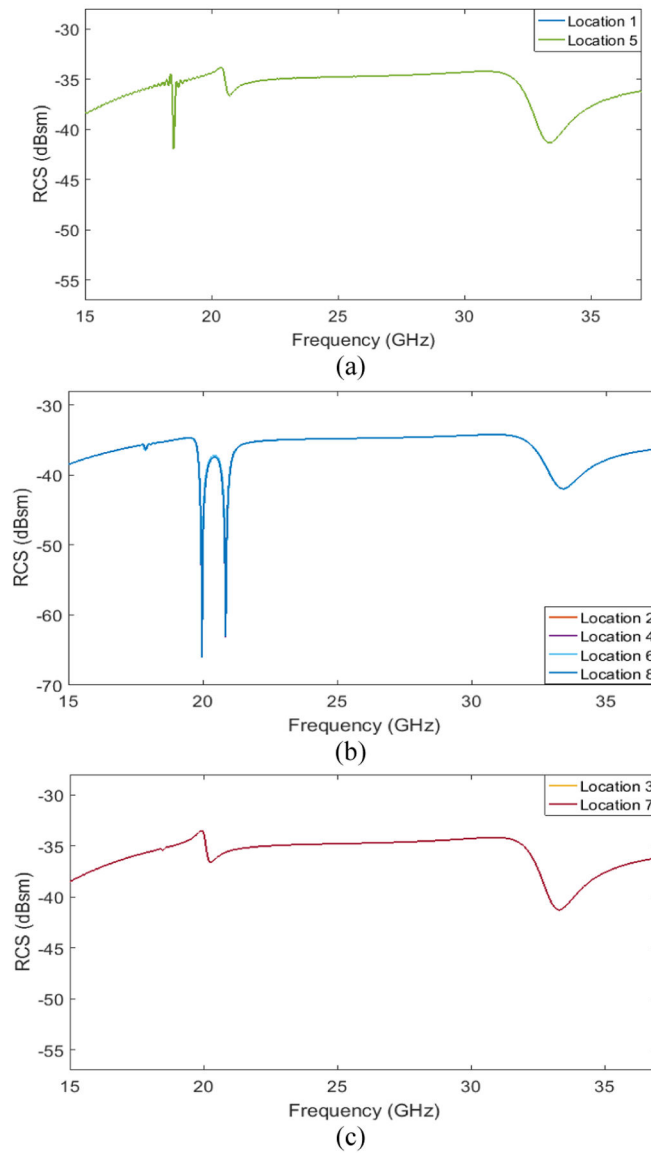 Location 1
Location 5
-30
-35
-40
-45
-50
-55
RCS (dBsm)
15 20 25 30 35
Frequency (GHz)
(a)
-30
-40
-50
-60
-70
RCS (dBsm)
Location 2
Location 4
Location 6
Location 8
15 20 25 30 35
Frequency (GHz)
(b)
Location 3
Location 7
-30
-35
-40
-45
-50
-55
RCS (dBsm)
15 20 25 30 35
Frequency (GHz)
(c)